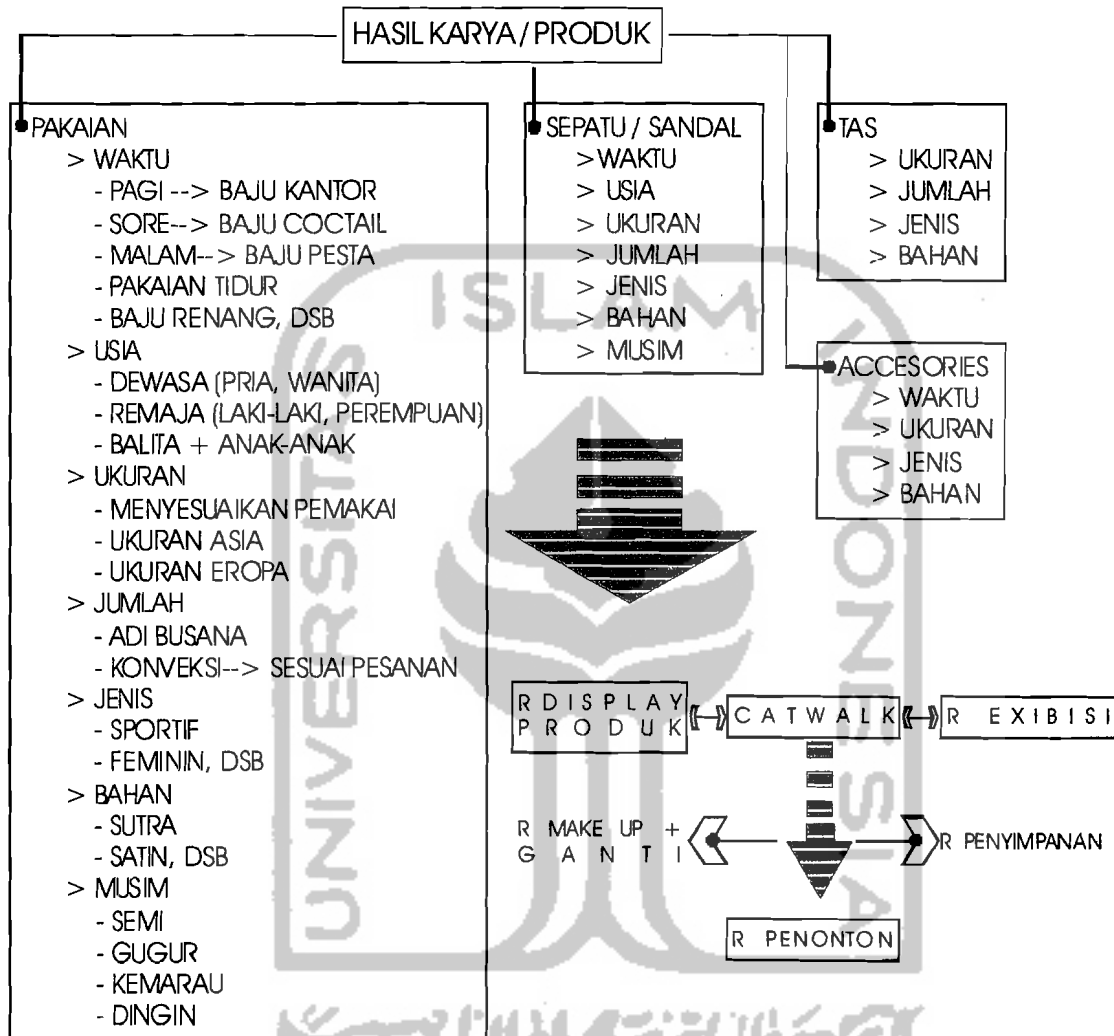 HASIL KARYA / PRODUK
PAKAIAN
> WAKTU
- PAGI --> BAJU KANTOR
- SORE--> BAJU COCTAIL
- MALAM--> BAJU PESTA
- PAKAIAN TIDUR
- BAJU RENANG, DSB
> USIA
- DEWASA (PRIA, WANITA)
- REMAJA (LAKI-LAKI, PEREMPUAN)
- BALITA + ANAK-ANAK
> UKURAN
- MENYESUAIKAN PEMAKAI
- UKURAN ASIA
- UKURAN EROPA
> JUMLAH
- ADI BUSANA
- KONVEKSI--> SESUAI PESANAN
> JENIS
- SPORTIF
- FEMININ, DSB
> BAHAN
- SUTRA
- SATIN, DSB
> MUSIM
- SEMI
- GUGUR
- KEMARAU
- DINGIN
SEPATU / SANDAL
>WAKTU
> USIA
> UKURAN
> JUMLAH
> JENIS
> BAHAN
> MUSIM
TAS
> UKURAN
> JUMLAH
> JENIS
> BAHAN
ACCESORIES
> WAKTU
> UKURAN
> JENIS
> BAHAN
R DISPLAY
PRODUK
CATWALK
R EXIBISI
R MAKE UP +
GANTI
R PENYIMPANAN
R PENONTON
UNIVERSITAS
ISLAM
INDONESIA